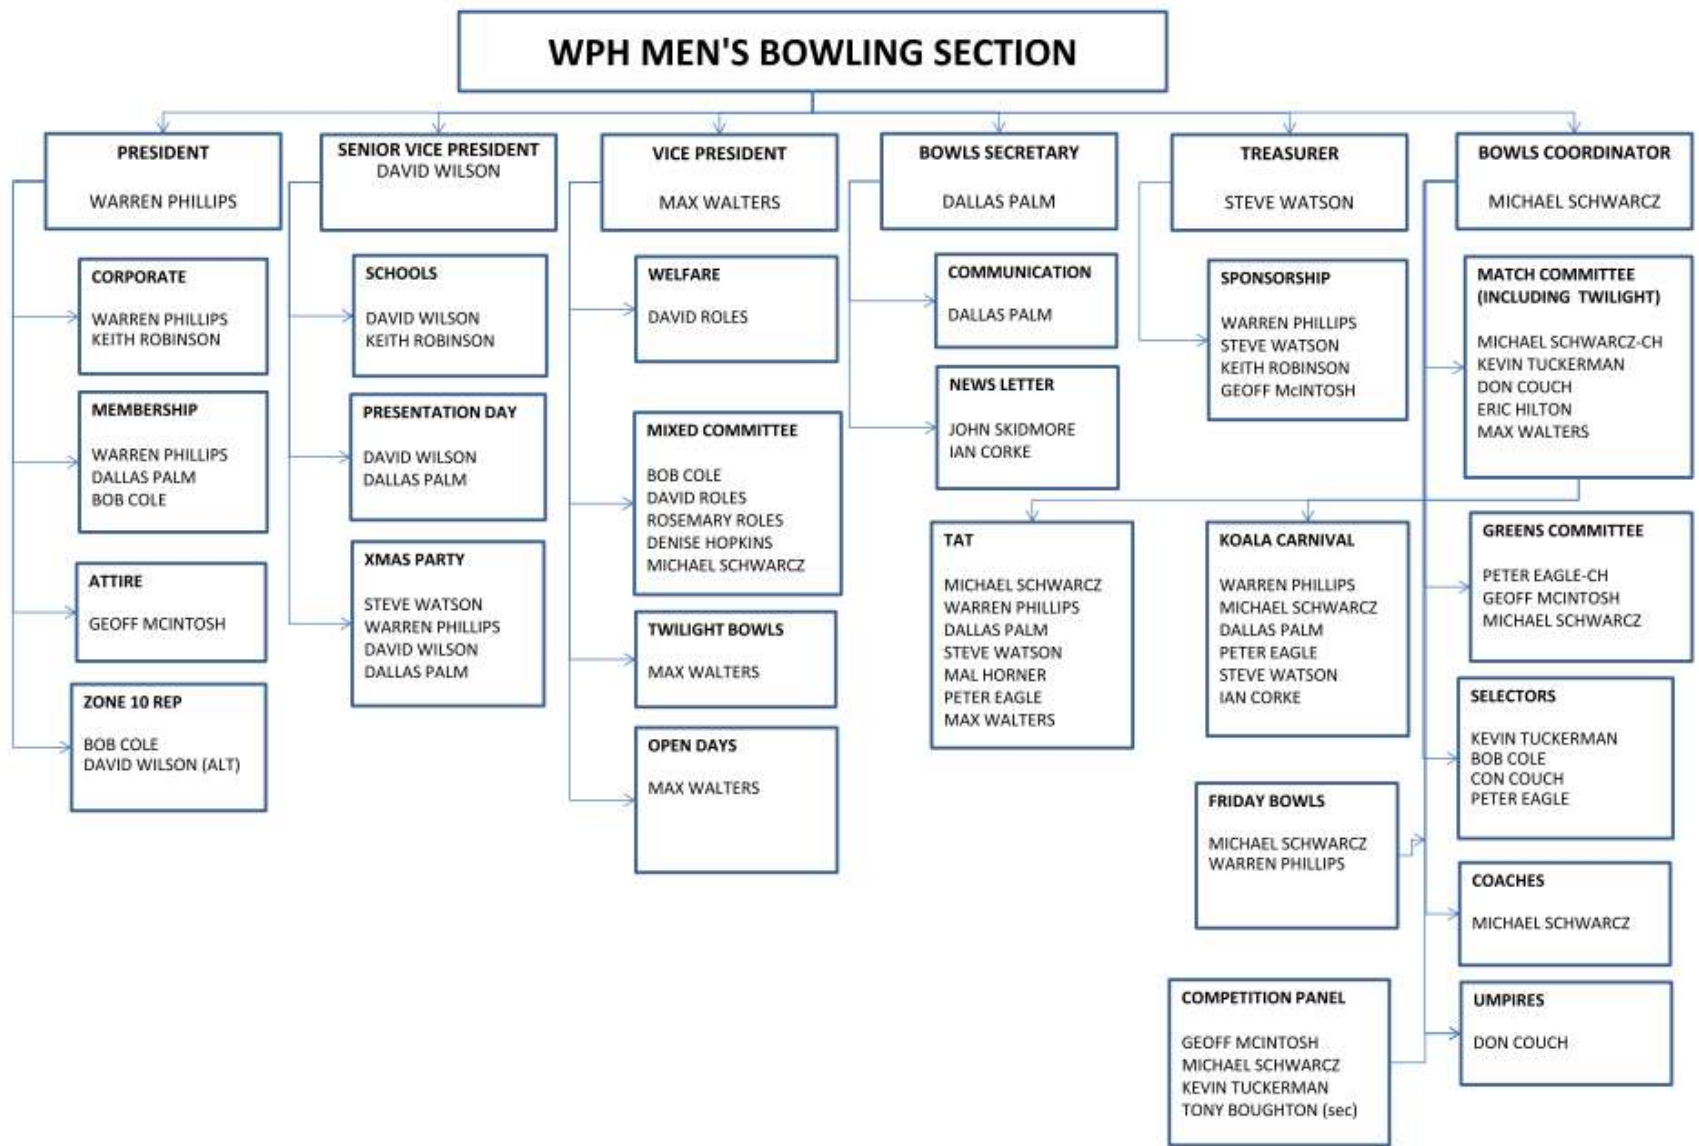 WPH MEN'S BOWLING SECTION
PRESIDENT
WARREN PHILLIPS
CORPORATE
WARREN PHILLIPS
KEITH ROBINSON
MEMBERSHIP
WARREN PHILLIPS
DALLAS PALM
BOB COLE
ATTIRE
GEOFF MCINTOSH
ZONE 10 REP
BOB COLE
DAVID WILSON (ALT)
SENIOR VICE PRESIDENT
DAVID WILSON
SCHOOLS
DAVID WILSON
KEITH ROBINSON
PRESENTATION DAY
DAVID WILSON
DALLAS PALM
XMAS PARTY
STEVE WATSON
WARREN PHILLIPS
DAVID WILSON
DALLAS PALM
VICE PRESIDENT
MAX WALTERS
WELFARE
DAVID ROLES
MIXED COMMITTEE
BOB COLE
DAVID ROLES
ROSEMARY ROLES
DENISE HOPKINS
MICHAEL SCHWARCZ
TWILIGHT BOWLS
MAX WALTERS
OPEN DAYS
MAX WALTERS
BOWLS SECRETARY
DALLAS PALM
COMMUNICATION
DALLAS PALM
NEWS LETTER
JOHN SKIDMORE
IAN CORKE
TREASURER
STEVE WATSON
SPONSORSHIP
WARREN PHILLIPS
STEVE WATSON
KEITH ROBINSON
GEOFF McINTOSH
BOWLS COORDINATOR
MICHAEL SCHWARCZ
MATCH COMMITTEE
(INCLUDING TWILIGHT)
MICHAEL SCHWARCZ-CH
KEVIN TUCKERMAN
DON COUCH
ERIC HILTON
MAX WALTERS
TAT
MICHAEL SCHWARCZ
WARREN PHILLIPS
DALLAS PALM
STEVE WATSON
MAL HORNER
PETER EAGLE
MAX WALTERS
KOALA CARNIVAL
WARREN PHILLIPS
MICHAEL SCHWARCZ
DALLAS PALM
PETER EAGLE
STEVE WATSON
IAN CORKE
GREENS COMMITTEE
PETER EAGLE-CH
GEOFF MCINTOSH
MICHAEL SCHWARCZ
SELECTORS
KEVIN TUCKERMAN
BOB COLE
CON COUCH
PETER EAGLE
FRIDAY BOWLS
MICHAEL SCHWARCZ
WARREN PHILLIPS
COACHES
MICHAEL SCHWARCZ
COMPETITION PANEL
GEOFF MCINTOSH
MICHAEL SCHWARCZ
KEVIN TUCKERMAN
TONY BOUGHTON (sec)
UMPIRES
DON COUCH